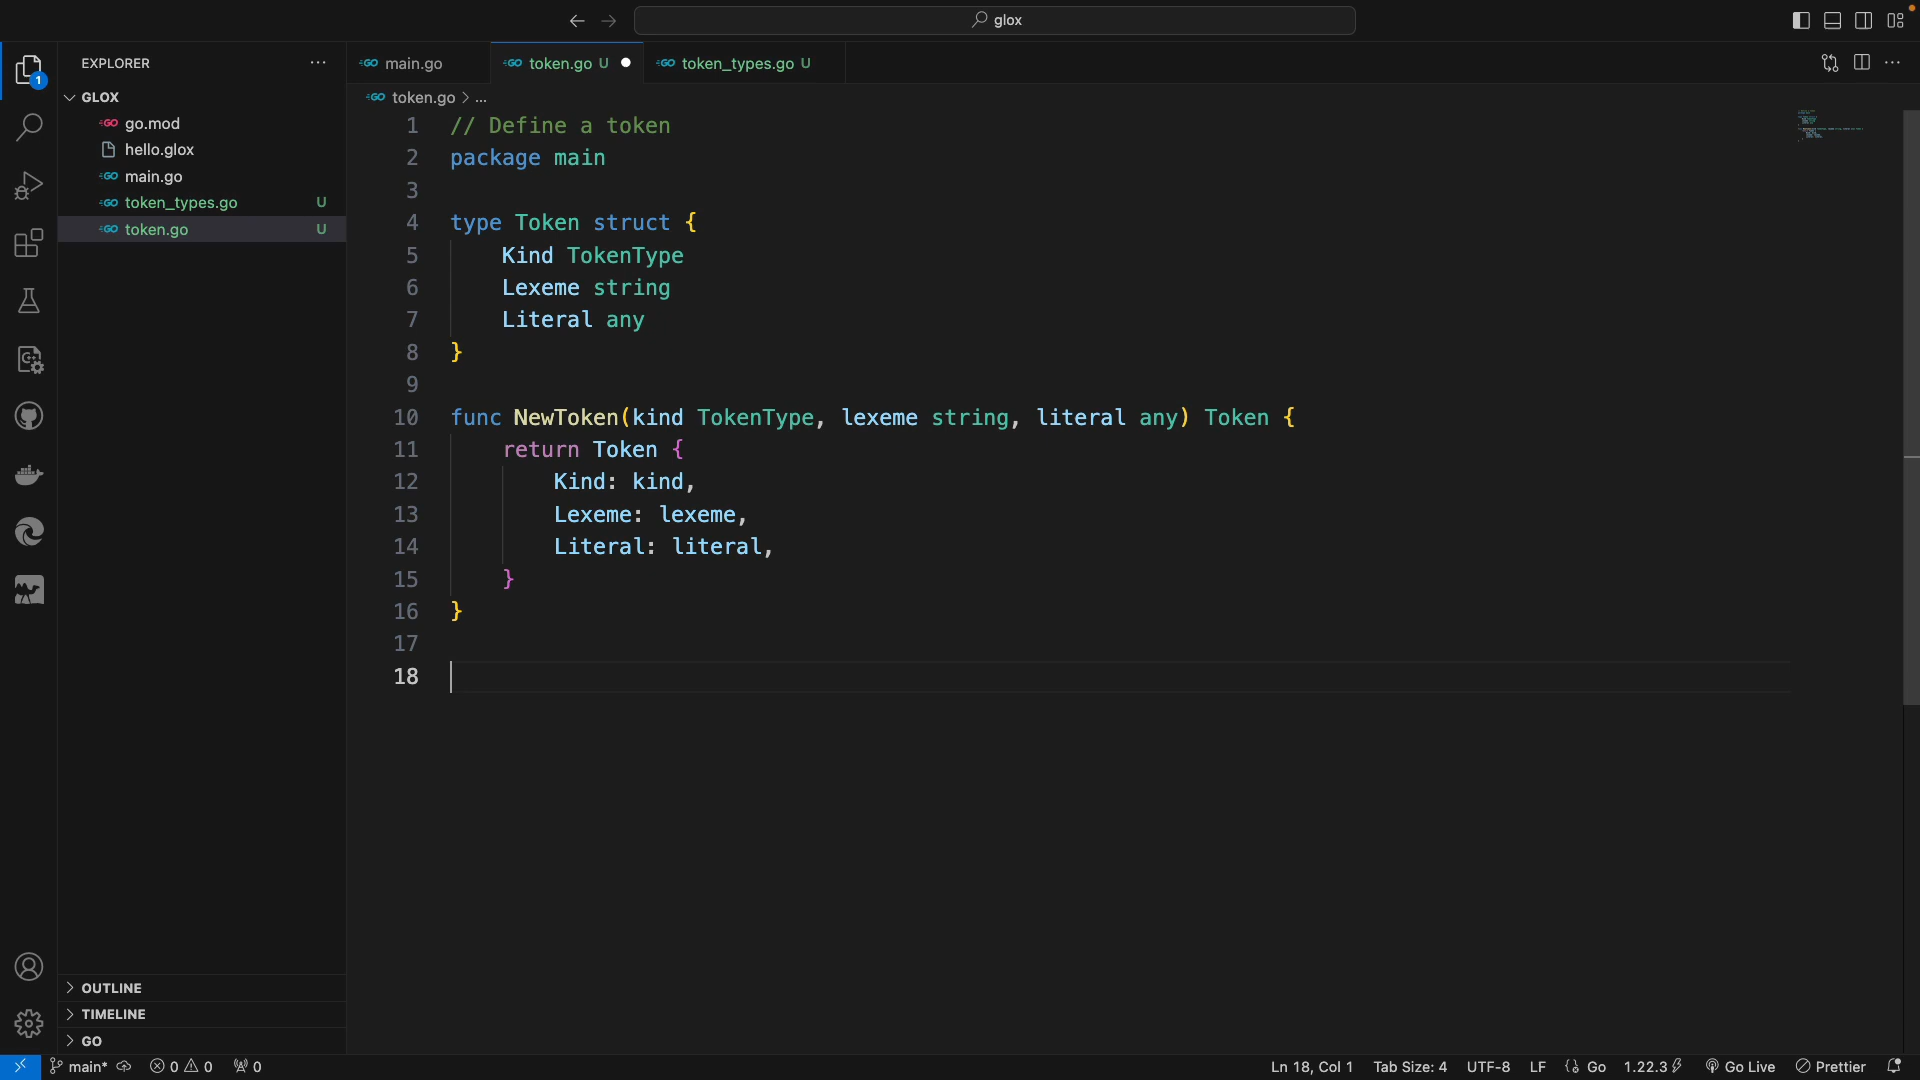 glox
EXPLORER
GLOX
go.mod
hello.glox
main.go
token_types.go U
token.go U
OUTLINE
TIMELINE
GO
main.go
token.go U
token_types.go U
token.go > ...
1 // Define a token
2 package main
3
4 type Token struct {
5 Kind TokenType
6 Lexeme string
7 Literal any
8 }
9
10 func NewToken(kind TokenType, lexeme string, literal any) Token {
11 return Token {
12 Kind: kind,
13 Lexeme: lexeme,
14 Literal: literal,
15 }
16 }
17
18
main* 0 0 0
Ln 18, Col 1 Tab Size: 4 UTF-8 LF Go 1.22.3 Go Live Prettier
1